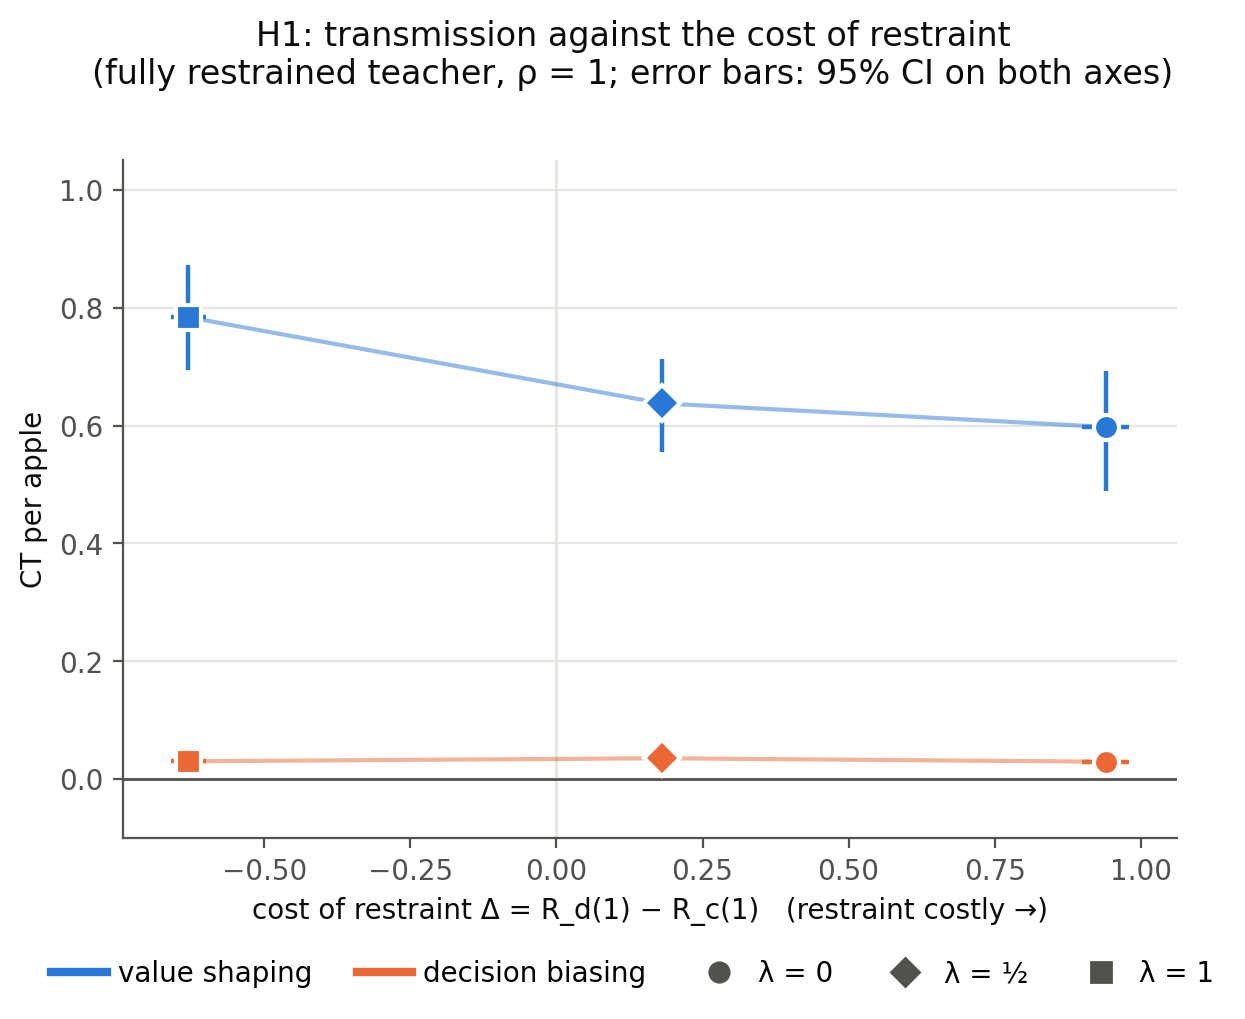 H1: transmission against the cost of restraint
(fully restrained teacher, ρ = 1; error bars: 95% CI on both axes)
1.0
0.8
0.6
0.4
0.2
0.0
CT per apple
−0.50
−0.25
0.00
0.25
0.50
0.75
1.00
cost of restraint Δ = R_d(1) − R_c(1)   (restraint costly →)
value shaping
decision biasing
λ = 0
λ = ½
λ = 1